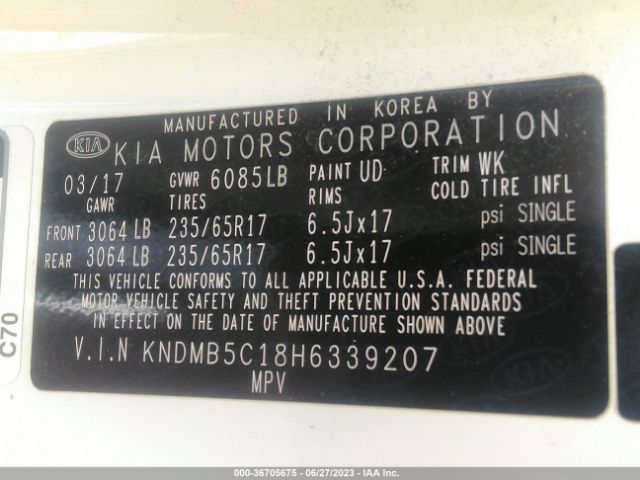 MANUFACTURED IN KOREA BY
KIA KIA MOTORS CORPORATION
03/17 GVWR 6085LB PAINT UD TRIM WK
GAWR TIRES RIMS COLD TIRE INFL
FRONT 3064 LB 235/65R17 6.5Jx17 psi SINGLE
REAR 3064 LB 235/65R17 6.5Jx17 psi SINGLE
THIS VEHICLE CONFORMS TO ALL APPLICABLE U.S.A. FEDERAL
MOTOR VEHICLE SAFETY AND THEFT PREVENTION STANDARDS
IN EFFECT ON THE DATE OF MANUFACTURE SHOWN ABOVE
V.I.N KNDMB5C18H6339207
MPV
C70
000-36705675 - 06/27/2023 - IAA Inc.